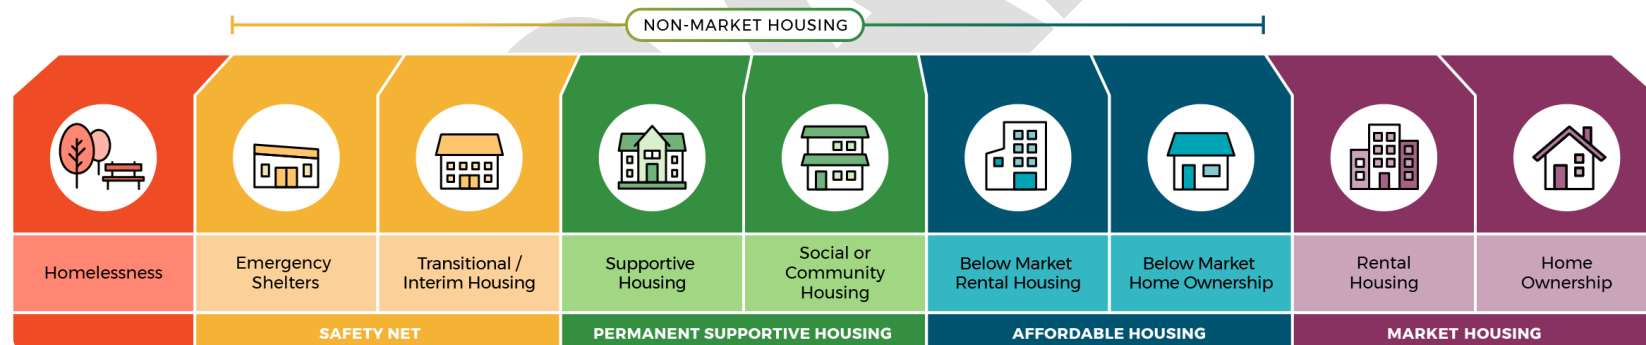 NON-MARKET HOUSING
Homelessness
Emergency
Shelters
Transitional /
Interim Housing
Supportive
Housing
Social or
Community
Housing
Below Market
Rental Housing
Below Market
Home Ownership
Rental
Housing
Home
Ownership
SAFETY NET
PERMANENT SUPPORTIVE HOUSING
AFFORDABLE HOUSING
MARKET HOUSING